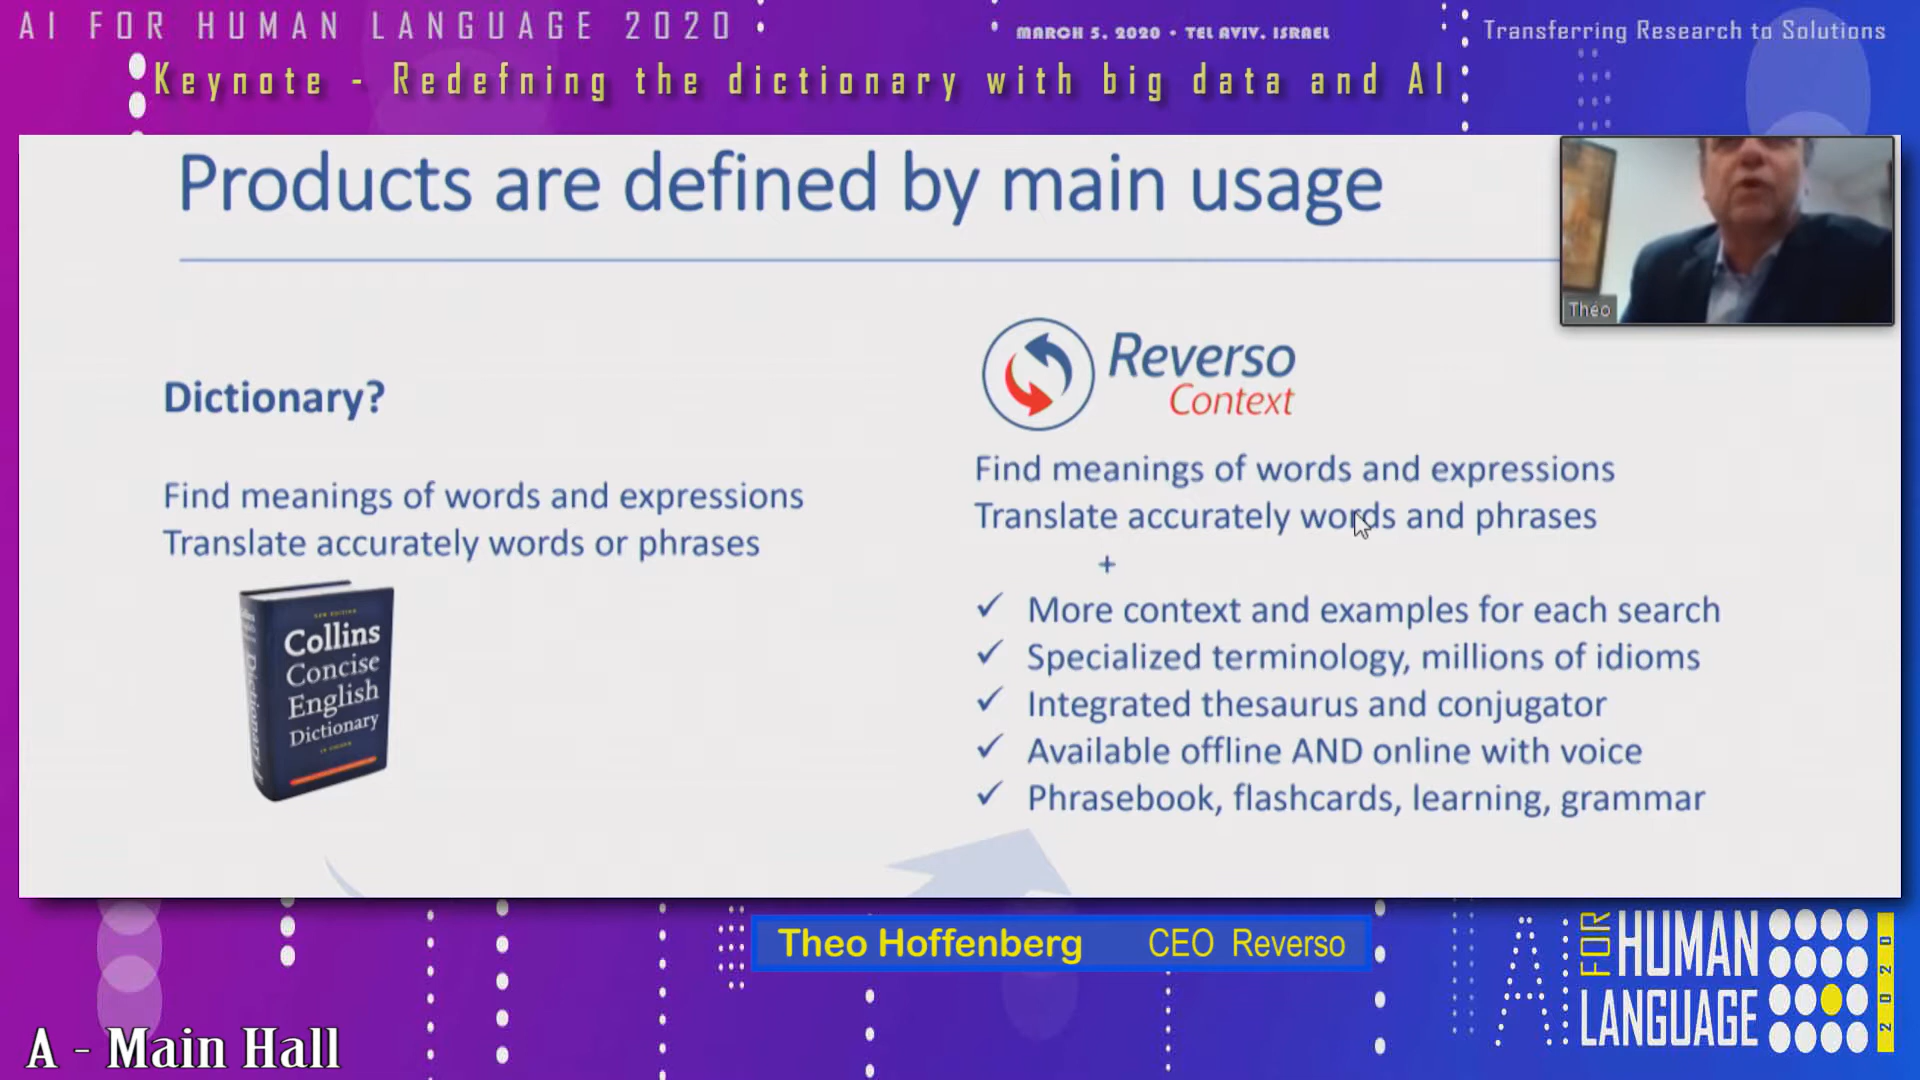 AI FOR HUMAN LANGUAGE 2020
MARCH 5. 2020 • TEL AVIV. ISRAEL
Transferring Research to Solutions
Keynote - Redefning the dictionary with big data and AI
Products are defined by main usage
Théo
Dictionary?
Find meanings of words and expressions
Translate accurately words or phrases
Collins
Concise
English
Dictionary
Reverso
Context
Find meanings of words and expressions
Translate accurately words and phrases
+
✓ More context and examples for each search
✓ Specialized terminology, millions of idioms
✓ Integrated thesaurus and conjugator
✓ Available offline AND online with voice
✓ Phrasebook, flashcards, learning, grammar
Theo Hoffenberg CEO Reverso
A - Main Hall
AI FOR HUMAN
LANGUAGE
2020